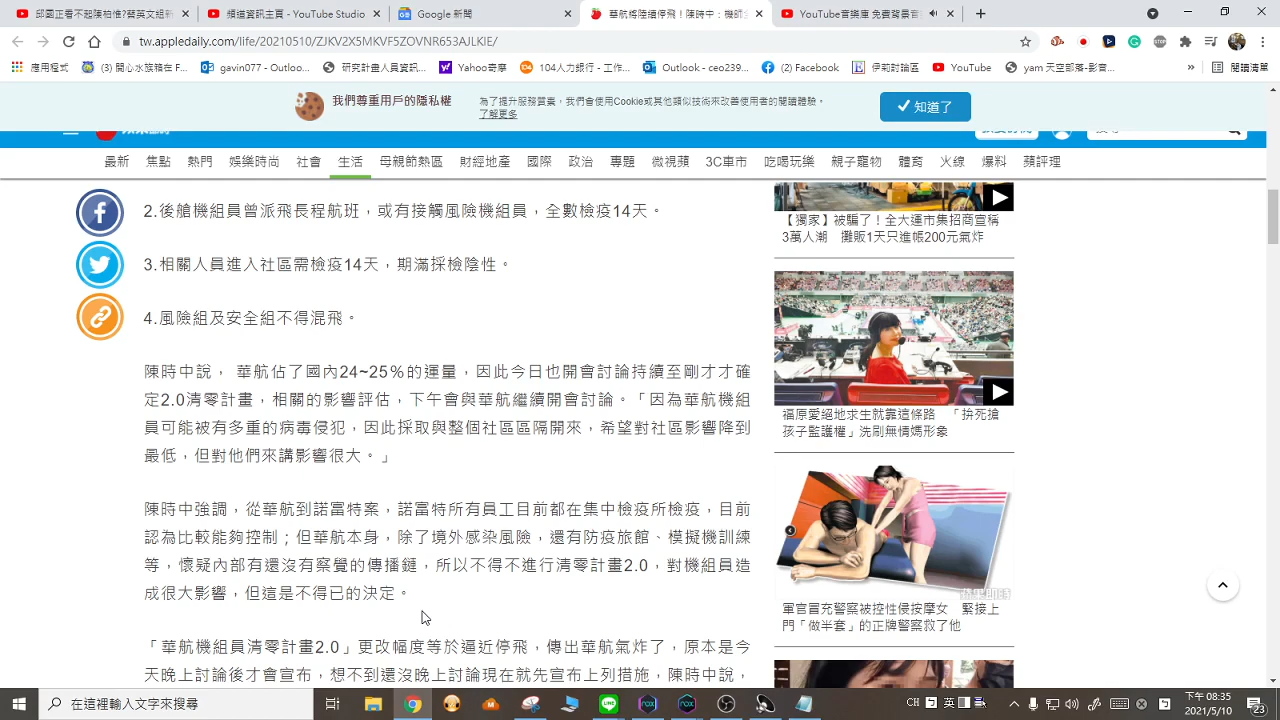 邱國正看不到陳柏惟?蔡英文組新
頻道資訊主頁 - YouTube Studio
Google 新聞
華航恐陸續停飛！陳時中：機師
YouTube音樂庫 免費背景音
tw.appledaily.com/life/20210510/ZJKV2X5MKVF5ZOVNR653AJLKIE/
應用程式
(3) 開心水族箱在 F...
gavin077 - Outloo...
研究計畫人員資訊...
Yahoo奇摩
104人力銀行 - 工作...
Outlook - ceo239...
(2) Facebook
伊莉討論區
YouTube
yam 天空部落-影音...
»
閱讀清單
我們尊重用戶的隱私權
為了提升服務營業，我們會使用Cookie或其他類似技術來改善使用者的閱讀體驗。
了解更多
知道了
最新 焦點 熱門 娛樂時尚 社會 生活 母親節熱區 財經地產 國際 政治 專題 微視蘋 3C車市 吃喝玩樂 親子寵物 體育 火線 爆料 蘋評理
2.後艙機組員曾派飛長程航班，或有接觸風險機組員，全數檢疫14天。
3.相關人員進入社區需檢疫14天，期滿採檢陰性。
4.風險組及安全組不得混飛。
陳時中說， 華航佔了國內24~25%的運量，因此今日也開會討論持續至剛才才確
定2.0清零計畫，相關的影響評估，下午會與華航繼續開會討論。「因為華航機組
員可能被有多重的病毒侵犯，因此採取與整個社區區隔開來，希望對社區影響降到
最低，但對他們來講影響很大。」
陳時中強調，從華航到諾富特案，諾富特所有員工目前都在集中檢疫所檢疫，目前
認為比較能夠控制；但華航本身，除了境外感染風險，還有防疫旅館、模擬機訓練
等，懷疑內部有還沒有察覺的傳播鏈，所以不得不進行清零計畫2.0，對機組員造
成很大影響，但這是不得已的決定。
「華航機組員清零計畫2.0」更改幅度等於逼近停飛，傳出華航氣炸了，原本是今
天晚上討論後才會宣布，想不到還沒晚上討論現在就先宣布上列措施，陳時中說，
【獨家】被騙了！全大運市集招商宣稱
3萬人潮　攤販1天只進帳200元氣炸
福原愛絕地求生就靠這條路　「拚死搶
孩子監護權」洗刷無情媽形象
蘋果即時
軍官冒充警察被控性侵按摩女　緊接上
門「做半套」的正牌警察救了他
在這裡輸入文字來搜尋
CH
英
下午 08:35
2021/5/10
23